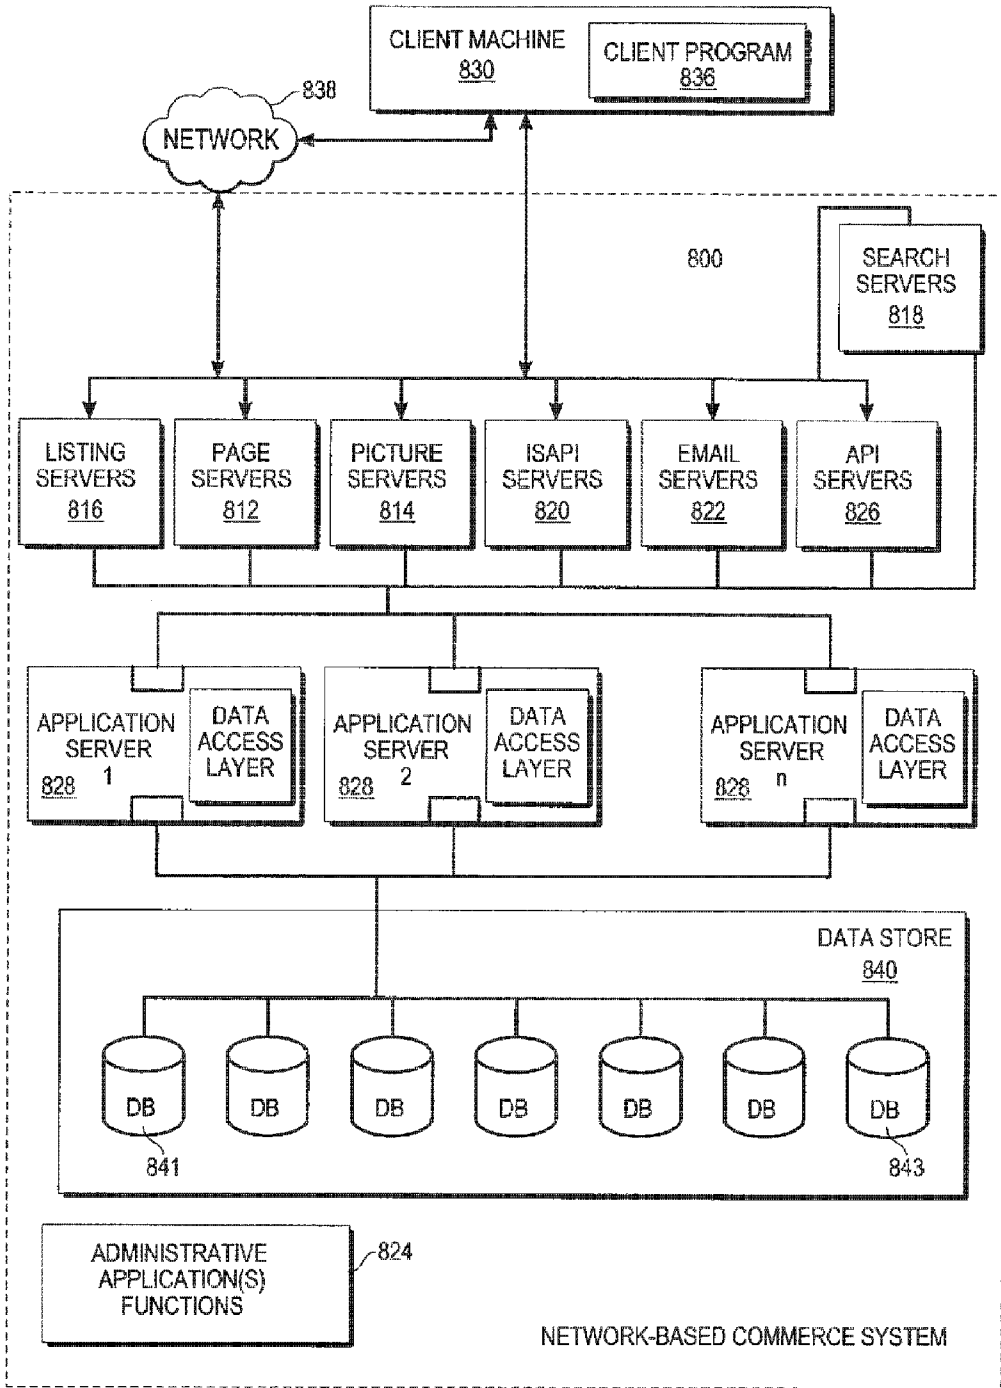 CLIENT MACHINE
830
CLIENT PROGRAM
836
838
NETWORK
800
SEARCH
SERVERS
818
LISTING
SERVERS
816
PAGE
SERVERS
812
PICTURE
SERVERS
814
ISAPI
SERVERS
820
EMAIL
SERVERS
822
API
SERVERS
826
APPLICATION
SERVER
1
828
DATA
ACCESS
LAYER
APPLICATION
SERVER
2
828
DATA
ACCESS
LAYER
APPLICATION
SERVER
n
828
DATA
ACCESS
LAYER
DATA STORE
840
DB
DB
DB
DB
DB
DB
DB
841
843
ADMINISTRATIVE
APPLICATION(S)
FUNCTIONS
824
NETWORK-BASED COMMERCE SYSTEM